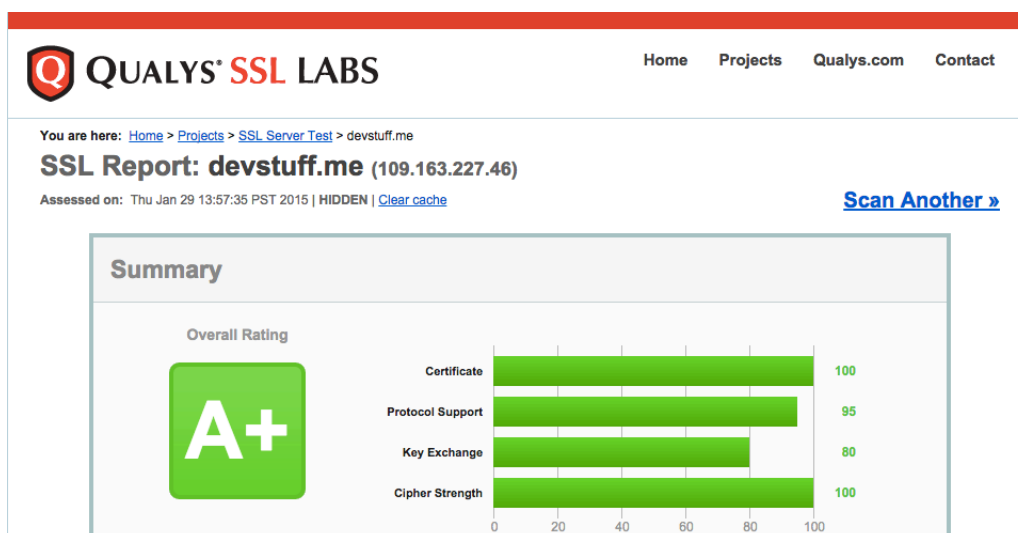 QUALYS® SSL LABS
Home Projects Qualys.com Contact
You are here: Home > Projects > SSL Server Test > devstuff.me
SSL Report: devstuff.me (109.163.227.46)
Assessed on: Thu Jan 29 13:57:35 PST 2015 | HIDDEN | Clear cache
Scan Another »
Summary
Overall Rating
A+
Certificate 100
Protocol Support 95
Key Exchange 80
Cipher Strength 100
0 20 40 60 80 100